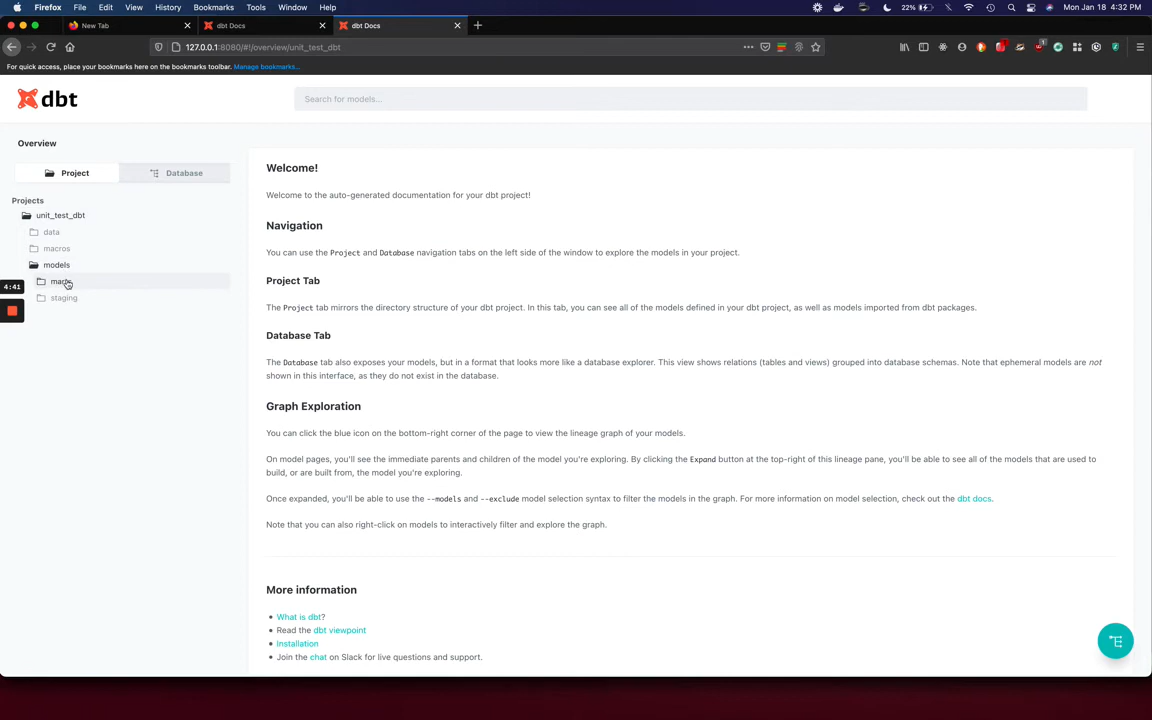 Firefox File Edit View History Bookmarks Tools Window Help 22% Mon Jan 18 4:32 PM
New Tab dbt Docs dbt Docs
127.0.0.1:8080/#!/overview/unit_test_dbt
For quick access, place your bookmarks here on the bookmarks toolbar. Manage bookmarks...
dbt
Search for models...
Overview
Project Database
Projects
unit_test_dbt
data
macros
models
4:41
staging
Welcome!
Welcome to the auto-generated documentation for your dbt project!
Navigation
You can use the Project and Database navigation tabs on the left side of the window to explore the models in your project.
Project Tab
The Project tab mirrors the directory structure of your dbt project. In this tab, you can see all of the models defined in your dbt project, as well as models imported from dbt packages.
Database Tab
The Database tab also exposes your models, but in a format that looks more like a database explorer. This view shows relations (tables and views) grouped into database schemas. Note that ephemeral models are not
shown in this interface, as they do not exist in the database.
Graph Exploration
You can click the blue icon on the bottom-right corner of the page to view the lineage graph of your models.
On model pages, you'll see the immediate parents and children of the model you're exploring. By clicking the Expand button at the top-right of this lineage pane, you'll be able to see all of the models that are used to
build, or are built from, the model you're exploring.
Once expanded, you'll be able to use the --models and --exclude model selection syntax to filter the models in the graph. For more information on model selection, check out the dbt docs.
Note that you can also right-click on models to interactively filter and explore the graph.
More information
What is dbt?
Read the dbt viewpoint
Installation
Join the chat on Slack for live questions and support.